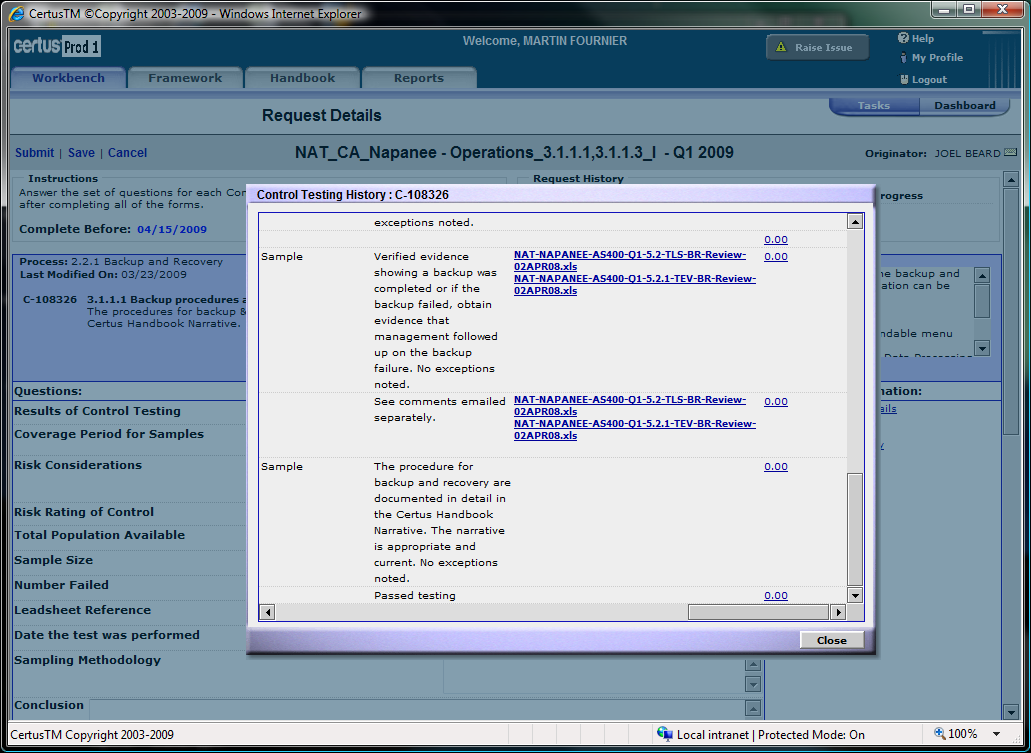 CertusTM ©Copyright 2003-2009 - Windows Internet Explorer
certus Prod 1
Welcome, MARTIN FOURNIER
Raise Issue
Help
My Profile
Logout
Workbench
Framework
Handbook
Reports
Tasks
Dashboard
Request Details
Submit | Save | Cancel
NAT_CA_Napanee - Operations_3.1.1.1,3.1.1.3_I - Q1 2009
Originator: JOEL BEARD
Instructions
Answer the set of questions for each Con
after completing all of the forms.
Complete Before: 04/15/2009
Request History
rogress
Process: 2.2.1 Backup and Recovery
Last Modified On: 03/23/2009
C-108326 3.1.1.1 Backup procedures a
The procedures for backup &
Certus Handbook Narrative.
he backup and
ation can be
ndable menu
Data Processing
Questions:
mation:
Results of Control Testing
ails
Coverage Period for Samples
Risk Considerations
Risk Rating of Control
Total Population Available
Sample Size
Number Failed
Leadsheet Reference
Date the test was performed
Sampling Methodology
Conclusion
Control Testing History : C-108326
exceptions noted.
0.00
Sample
Verified evidence
showing a backup was
completed or if the
backup failed, obtain
evidence that
management followed
up on the backup
failure. No exceptions
noted.
NAT-NAPANEE-AS400-Q1-5.2-TLS-BR-Review-
02APR08.xls
NAT-NAPANEE-AS400-Q1-5.2.1-TEV-BR-Review-
02APR08.xls
0.00
See comments emailed
separately.
NAT-NAPANEE-AS400-Q1-5.2-TLS-BR-Review-
02APR08.xls
NAT-NAPANEE-AS400-Q1-5.2.1-TEV-BR-Review-
02APR08.xls
0.00
Sample
The procedure for
backup and recovery are
documented in detail in
the Certus Handbook
Narrative. The narrative
is appropriate and
current. No exceptions
noted.
0.00
Passed testing
0.00
Close
CertusTM Copyright 2003-2009
Local intranet | Protected Mode: On
100%